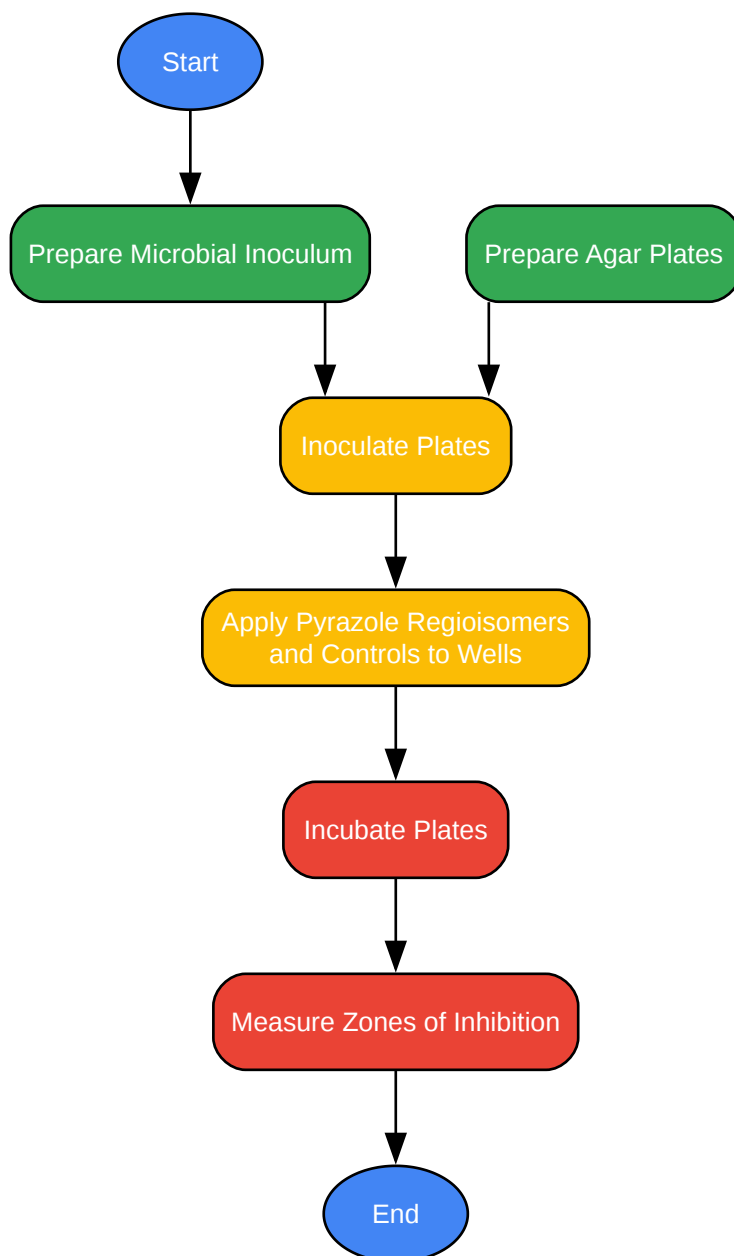 Start
Prepare Microbial Inoculum
Prepare Agar Plates
Inoculate Plates
Apply Pyrazole Regioisomers
and Controls to Wells
Incubate Plates
Measure Zones of Inhibition
End